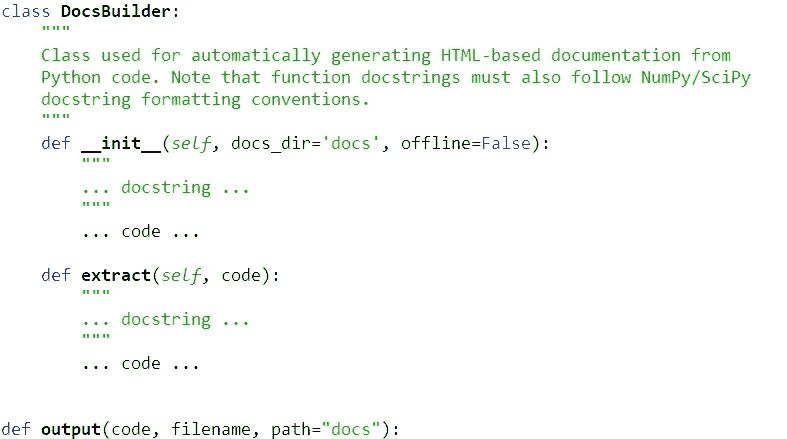 class DocsBuilder:
    """
    Class used for automatically generating HTML-based documentation from
    Python code. Note that function docstrings must also follow NumPy/SciPy
    docstring formatting conventions.
    """
    def __init__(self, docs_dir='docs', offline=False):
        """
        ... docstring ...
        """
        ... code ...

    def extract(self, code):
        """
        ... docstring ...
        """
        ... code ...


def output(code, filename, path="docs"):